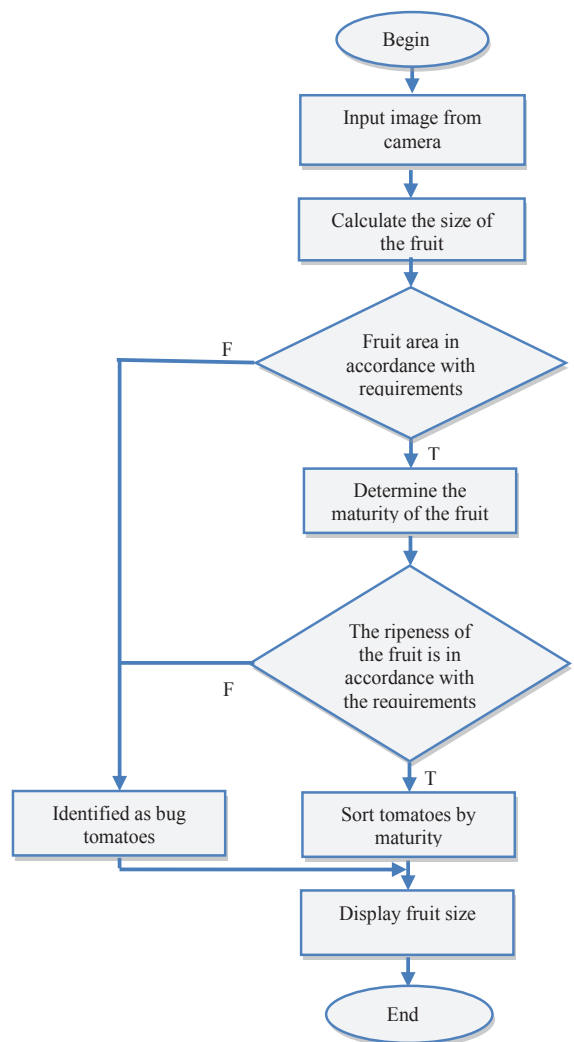 Begin
Input image from
camera
Calculate the size of
the fruit
F
Fruit area in
accordance with
requirements
T
Determine the
maturity of the fruit
The ripeness of
the fruit is in
accordance with
the requirements
F
T
Identified as bug
tomatoes
Sort tomatoes by
maturity
Display fruit size
End